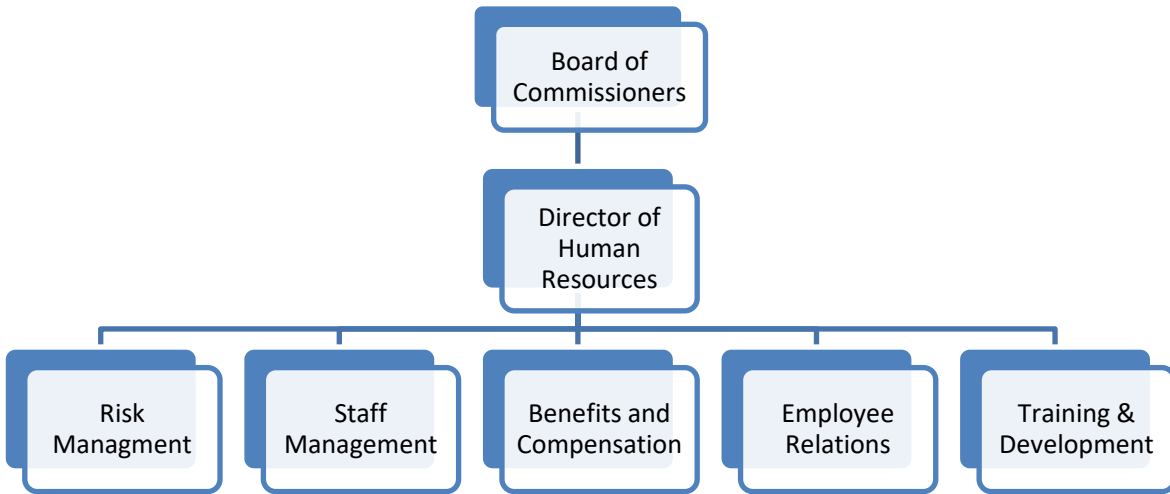 Board of
Commissioners
Director of
Human
Resources
Risk
Managment
Staff
Management
Benefits and
Compensation
Employee
Relations
Training &
Development